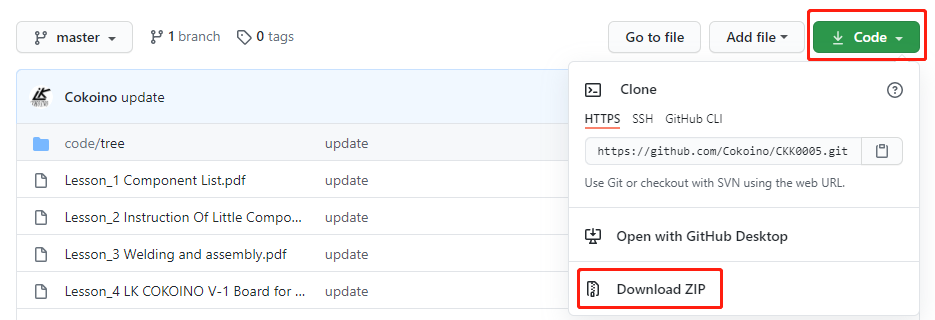 master
1 branch
0 tags
Go to file
Add file
Code
Cokoino update
code/tree update
Lesson_1 Component List.pdf update
Lesson_2 Instruction Of Little Compo... update
Lesson_3 Welding and assembly.pdf update
Lesson_4 LK COKOINO V-1 Board for ... update
Clone
HTTPS SSH GitHub CLI
https://github.com/Cokoino/CKK0005.git
Use Git or checkout with SVN using the web URL.
Open with GitHub Desktop
Download ZIP